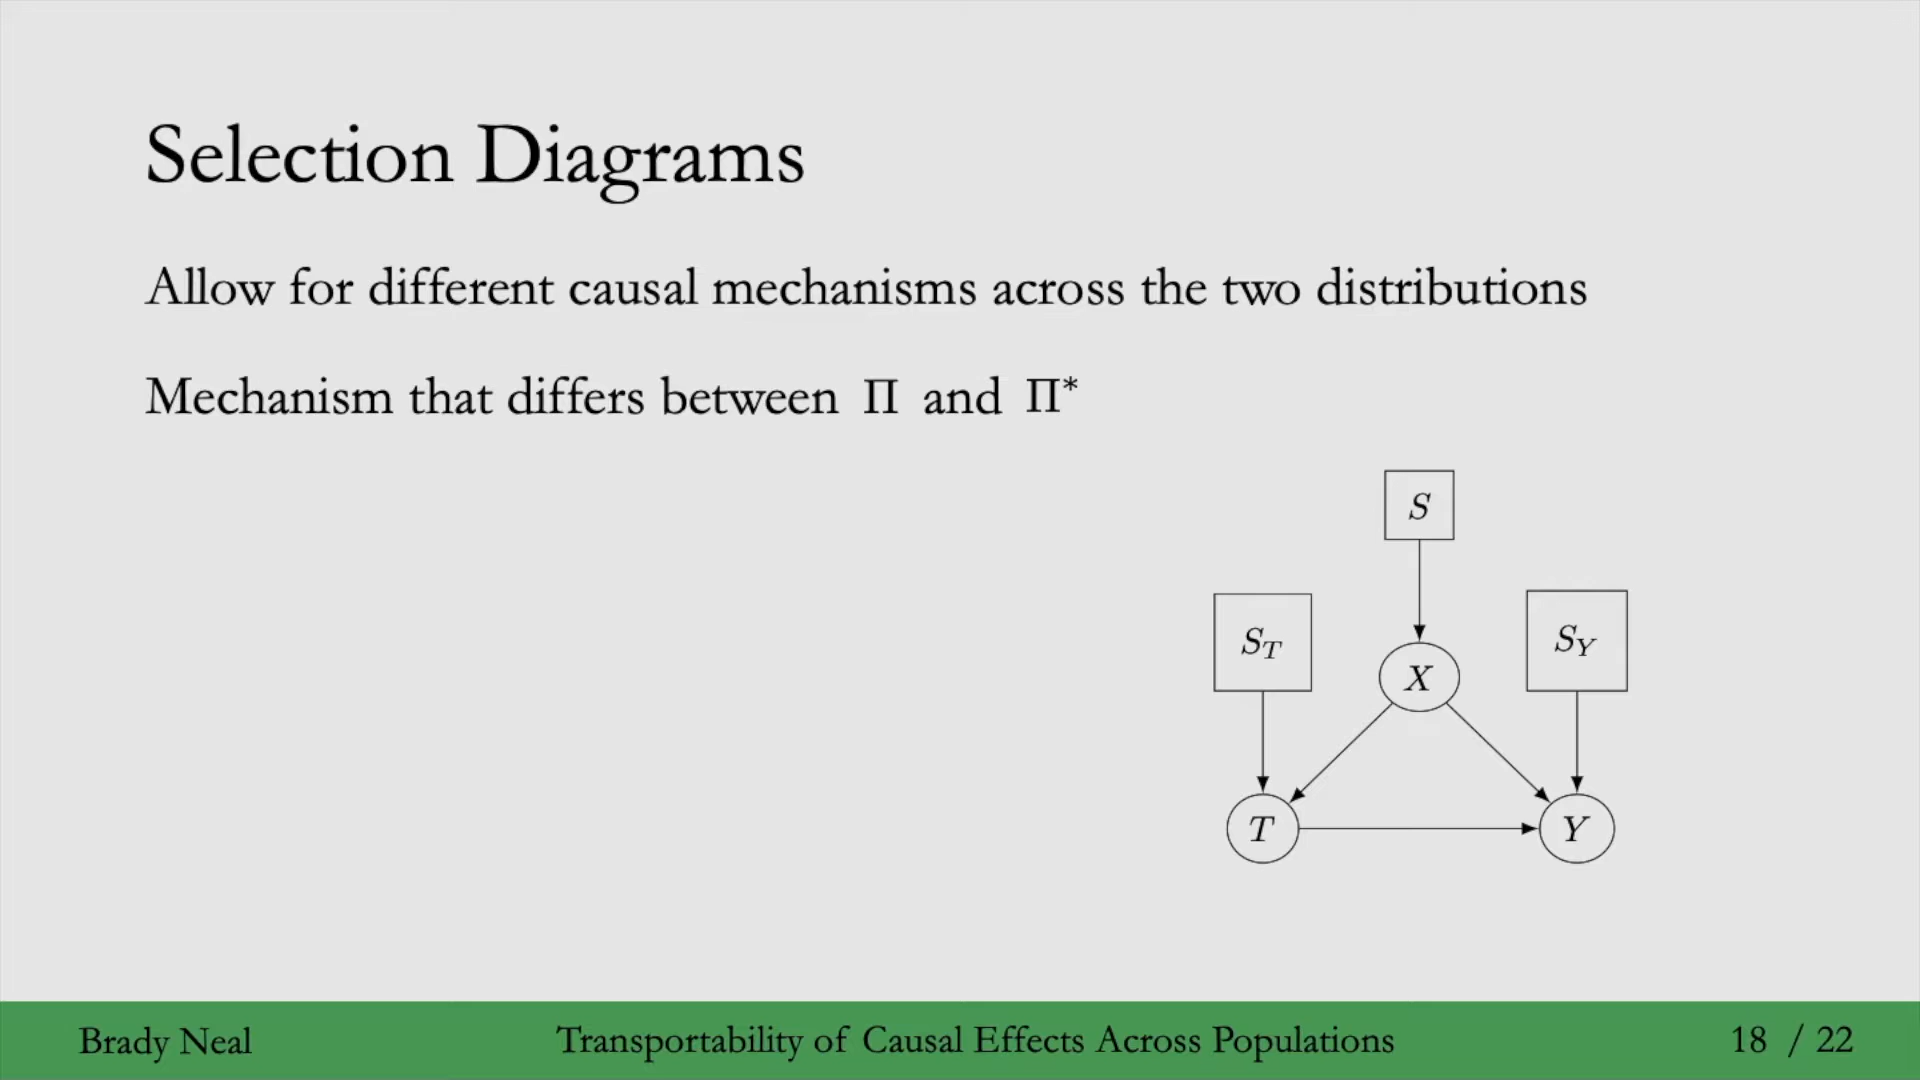 Selection Diagrams
Allow for different causal mechanisms across the two distributions
Mechanism that differs between Π and Π*
S
S_T
X
S_Y
T
Y
Brady Neal
Transportability of Causal Effects Across Populations
18 / 22